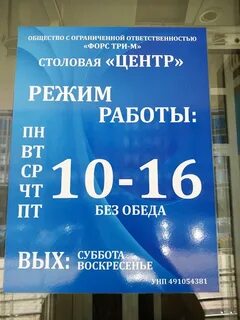 ОБЩЕСТВО С ОГРАНИЧЕННОЙ ОТВЕТСТВЕННОСТЬЮ
«ФОРС ТРИ-М»
СТОЛОВАЯ «ЦЕНТР»
РЕЖИМ
РАБОТЫ:
ПН
ВТ
СР
ЧТ
ПТ
10-16
БЕЗ ОБЕДА
ВЫХ: СУББОТА
ВОСКРЕСЕНЬЕ
УНП 491054381